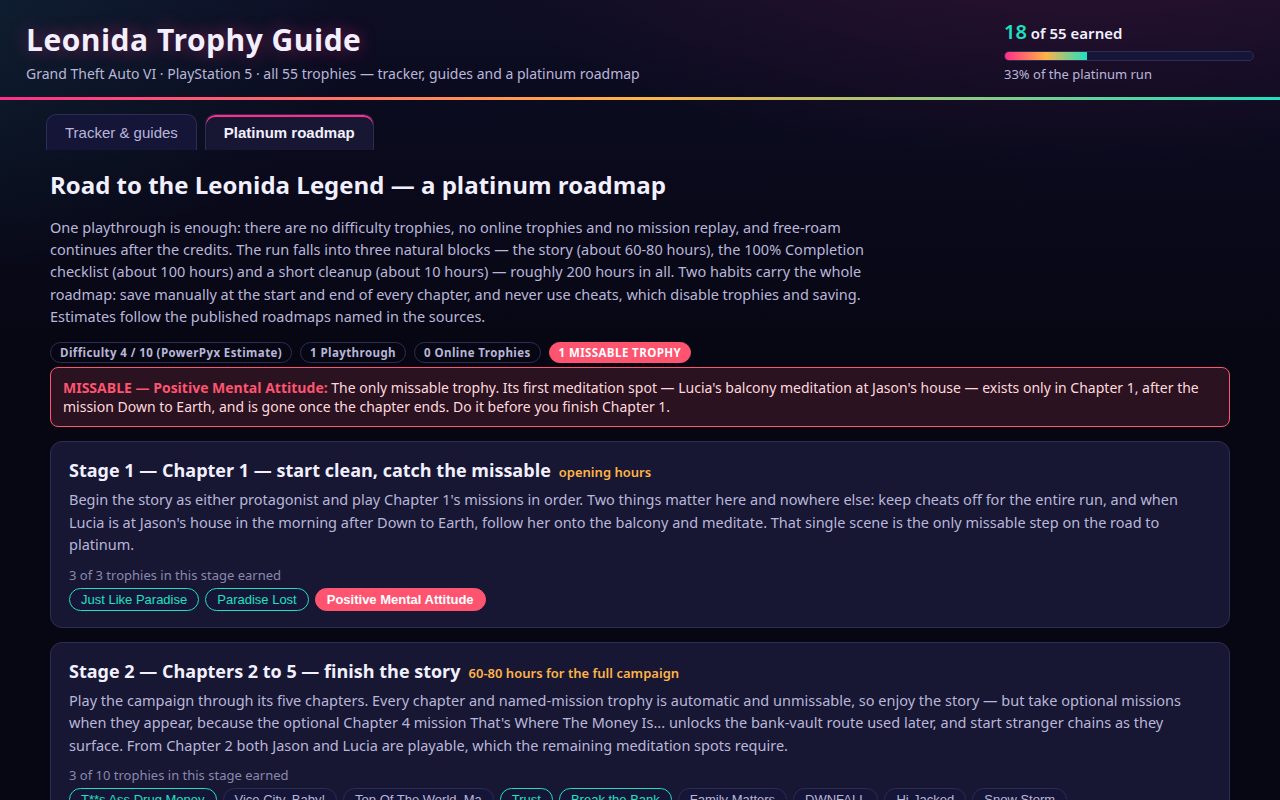 Leonida Trophy Guide
Grand Theft Auto VI · PlayStation 5 · all 55 trophies — tracker, guides and a platinum roadmap
18 of 55 earned
33% of the platinum run
Tracker & guides
Platinum roadmap
Road to the Leonida Legend — a platinum roadmap
One playthrough is enough: there are no difficulty trophies, no online trophies and no mission replay, and free-roam
continues after the credits. The run falls into three natural blocks — the story (about 60-80 hours), the 100% Completion
checklist (about 100 hours) and a short cleanup (about 10 hours) — roughly 200 hours in all. Two habits carry the whole
roadmap: save manually at the start and end of every chapter, and never use cheats, which disable trophies and saving.
Estimates follow the published roadmaps named in the sources.
Difficulty 4 / 10 (PowerPyx Estimate)
1 Playthrough
0 Online Trophies
1 MISSABLE TROPHY
MISSABLE — Positive Mental Attitude: The only missable trophy. Its first meditation spot — Lucia's balcony meditation at Jason's house — exists only in Chapter 1, after the
mission Down to Earth, and is gone once the chapter ends. Do it before you finish Chapter 1.
Stage 1 — Chapter 1 — start clean, catch the missable opening hours
Begin the story as either protagonist and play Chapter 1's missions in order. Two things matter here and nowhere else: keep cheats off for the entire run, and when
Lucia is at Jason's house in the morning after Down to Earth, follow her onto the balcony and meditate. That single scene is the only missable step on the road to
platinum.
3 of 3 trophies in this stage earned
Just Like Paradise
Paradise Lost
Positive Mental Attitude
Stage 2 — Chapters 2 to 5 — finish the story 60-80 hours for the full campaign
Play the campaign through its five chapters. Every chapter and named-mission trophy is automatic and unmissable, so enjoy the story — but take optional missions
when they appear, because the optional Chapter 4 mission That's Where The Money Is... unlocks the bank-vault route used later, and start stranger chains as they
surface. From Chapter 2 both Jason and Lucia are playable, which the remaining meditation spots require.
3 of 10 trophies in this stage earned
T**s Ass Drug Money
Vice City, Baby!
Top Of The World, Ma
Trust
Break the Bank
Family Matters
DWNFALL
Hi-Jacked
Snow Storm